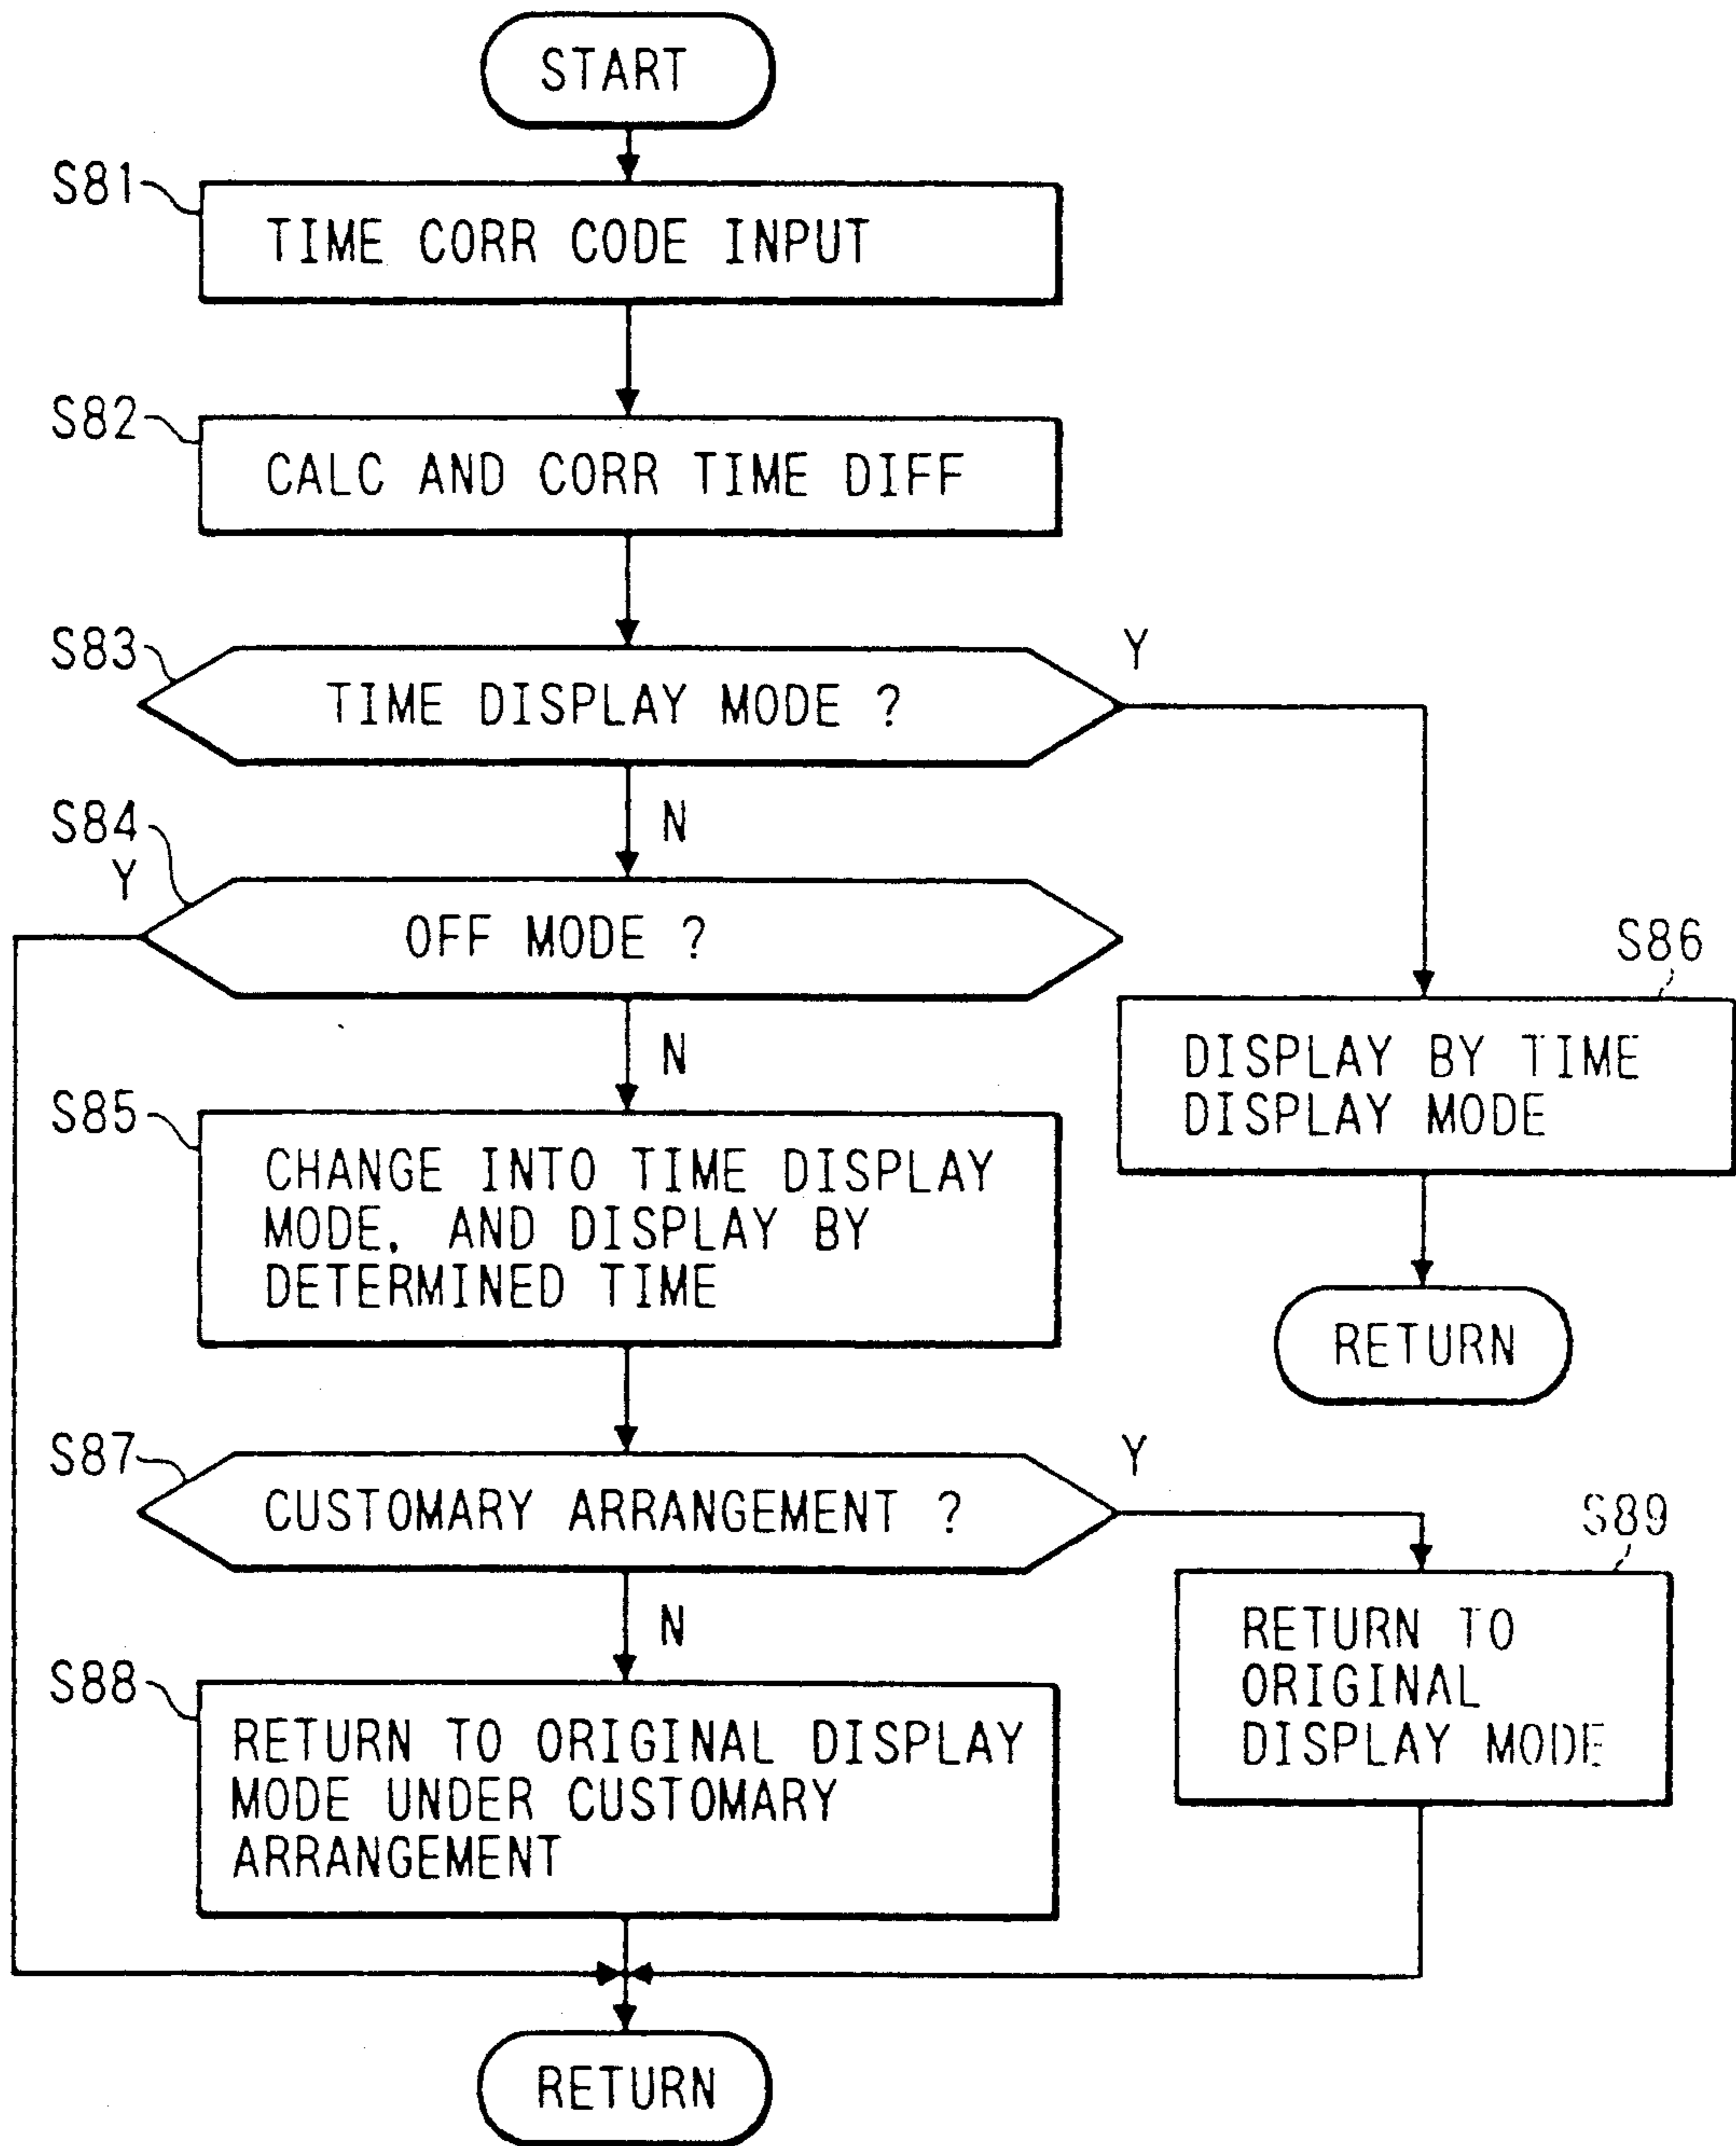 START
S81
TIME CORR CODE INPUT
S82
CALC AND CORR TIME DIFF
S83
TIME DISPLAY MODE ?
Y
N
S84
Y
OFF MODE ?
N
S86
DISPLAY BY TIME
DISPLAY MODE
RETURN
S85
CHANGE INTO TIME DISPLAY
MODE, AND DISPLAY BY
DETERMINED TIME
S87
CUSTOMARY ARRANGEMENT ?
Y
N
S89
RETURN TO
ORIGINAL
DISPLAY MODE
S88
RETURN TO ORIGINAL DISPLAY
MODE UNDER CUSTOMARY
ARRANGEMENT
RETURN